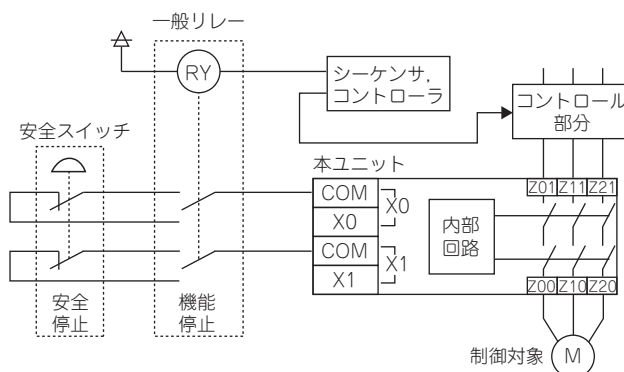 一般リレー
RY
シーケンサ,
コントローラ
コントロール
部分
安全スイッチ
本ユニット
COM
X0
X0
COM
X1
X1
内部
回路
Z01 Z11 Z21
Z00 Z10 Z20
安全
停止
機能
停止
制御対象
M